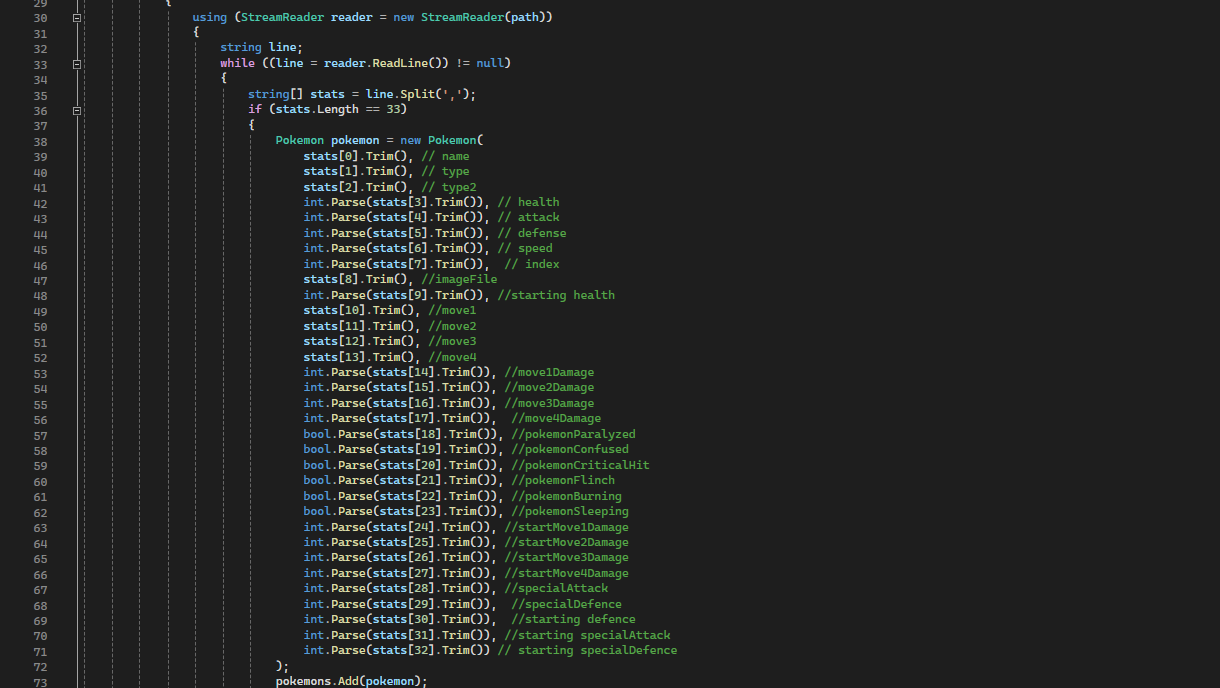 29 {
30 using (StreamReader reader = new StreamReader(path))
31 {
32 string line;
33 while ((line = reader.ReadLine()) != null)
34 {
35 string[] stats = line.Split(',');
36 if (stats.Length == 33)
37 {
38 Pokemon pokemon = new Pokemon(
39 stats[0].Trim(), // name
40 stats[1].Trim(), // type
41 stats[2].Trim(), // type2
42 int.Parse(stats[3].Trim()), // health
43 int.Parse(stats[4].Trim()), // attack
44 int.Parse(stats[5].Trim()), // defense
45 int.Parse(stats[6].Trim()), // speed
46 int.Parse(stats[7].Trim()),  // index
47 stats[8].Trim(), //imageFile
48 int.Parse(stats[9].Trim()), //starting health
49 stats[10].Trim(), //move1
50 stats[11].Trim(), //move2
51 stats[12].Trim(), //move3
52 stats[13].Trim(), //move4
53 int.Parse(stats[14].Trim()), //move1Damage
54 int.Parse(stats[15].Trim()), //move2Damage
55 int.Parse(stats[16].Trim()), //move3Damage
56 int.Parse(stats[17].Trim()),  //move4Damage
57 bool.Parse(stats[18].Trim()), //pokemonParalyzed
58 bool.Parse(stats[19].Trim()), //pokemonConfused
59 bool.Parse(stats[20].Trim()), //pokemonCriticalHit
60 bool.Parse(stats[21].Trim()), //pokemonFlinch
61 bool.Parse(stats[22].Trim()), //pokemonBurning
62 bool.Parse(stats[23].Trim()), //pokemonSleeping
63 int.Parse(stats[24].Trim()), //startMove1Damage
64 int.Parse(stats[25].Trim()), //startMove2Damage
65 int.Parse(stats[26].Trim()), //startMove3Damage
66 int.Parse(stats[27].Trim()), //startMove4Damage
67 int.Parse(stats[28].Trim()), //specialAttack
68 int.Parse(stats[29].Trim()),  //specialDefence
69 int.Parse(stats[30].Trim()),  //starting defence
70 int.Parse(stats[31].Trim()), //starting specialAttack
71 int.Parse(stats[32].Trim()) // starting specialDefence
72 );
73 pokemons.Add(pokemon);